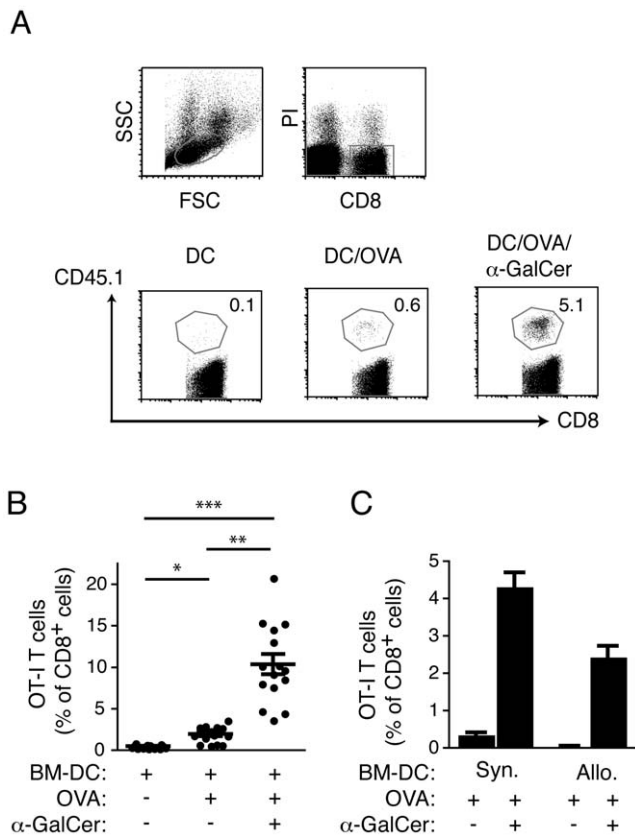 A
SSC
FSC
PI
CD8
CD45.1
DC
0.1
DC/OVA
0.6
DC/OVA/
α-GalCer
5.1
CD8
B
***
**
*
OT-I T cells
(% of CD8⁺ cells)
20
15
10
5
0
BM-DC: + + +
OVA: - + +
α-GalCer: - - +
C
OT-I T cells
(% of CD8⁺ cells)
5
4
3
2
1
0
BM-DC: Syn. Allo.
OVA: + + + +
α-GalCer: - + - +